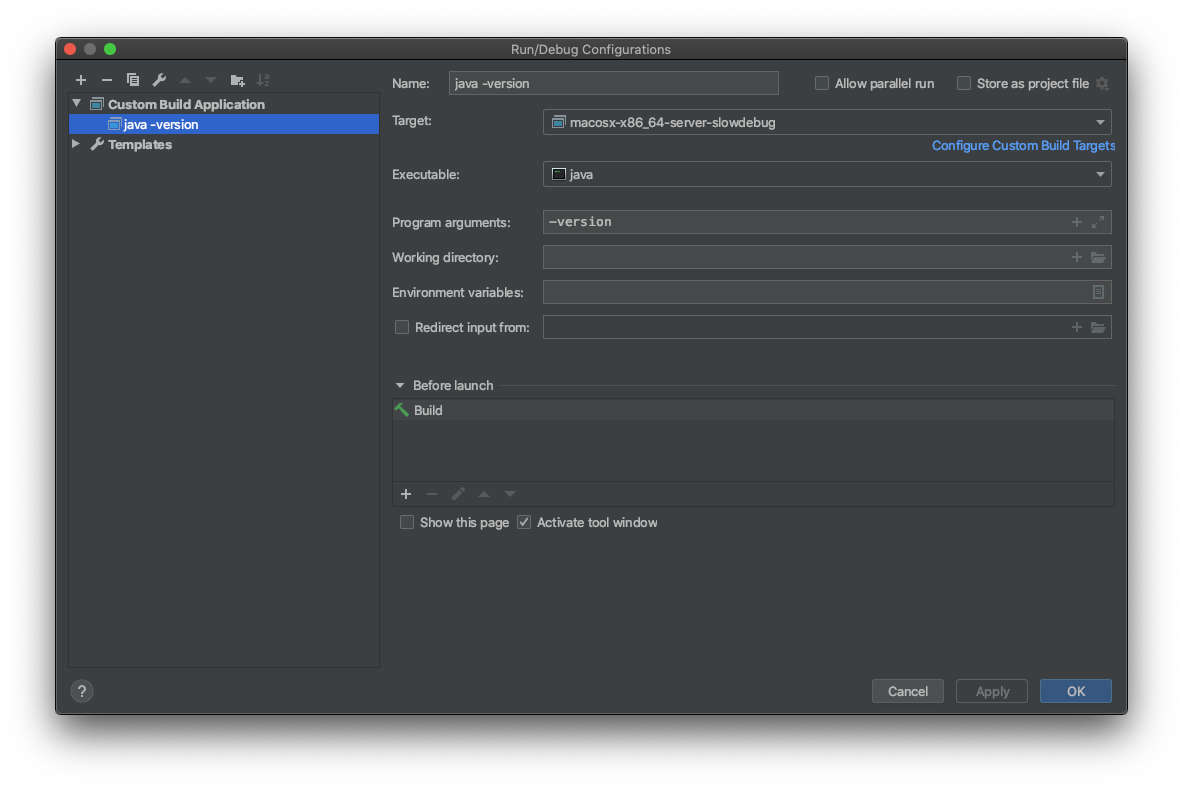 Run/Debug Configurations
Name: java -version Allow parallel run Store as project file
Custom Build Application
java -version
Templates
Target: macosx-x86_64-server-slowdebug
Configure Custom Build Targets
Executable: java
Program arguments: -version
Working directory:
Environment variables:
Redirect input from:
Before launch
Build
Show this page Activate tool window
? Cancel Apply OK